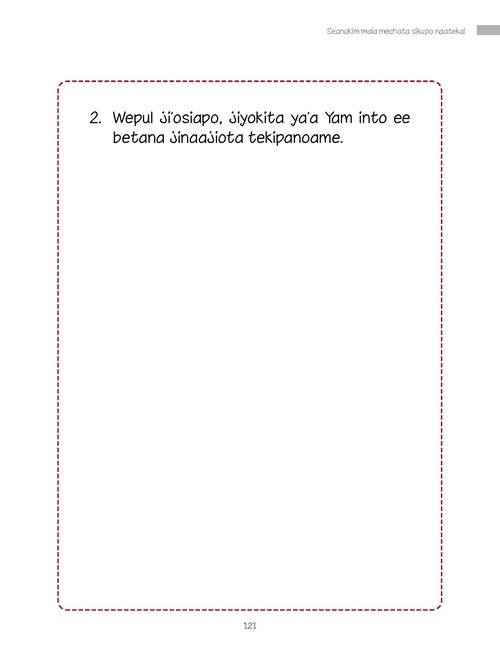 Seanokim mala mechata sikupo naatekai
2. Wepul ji'osiapo, jiyokita ya'a Yam into ee
betana jinaajiota tekipanoame.
121